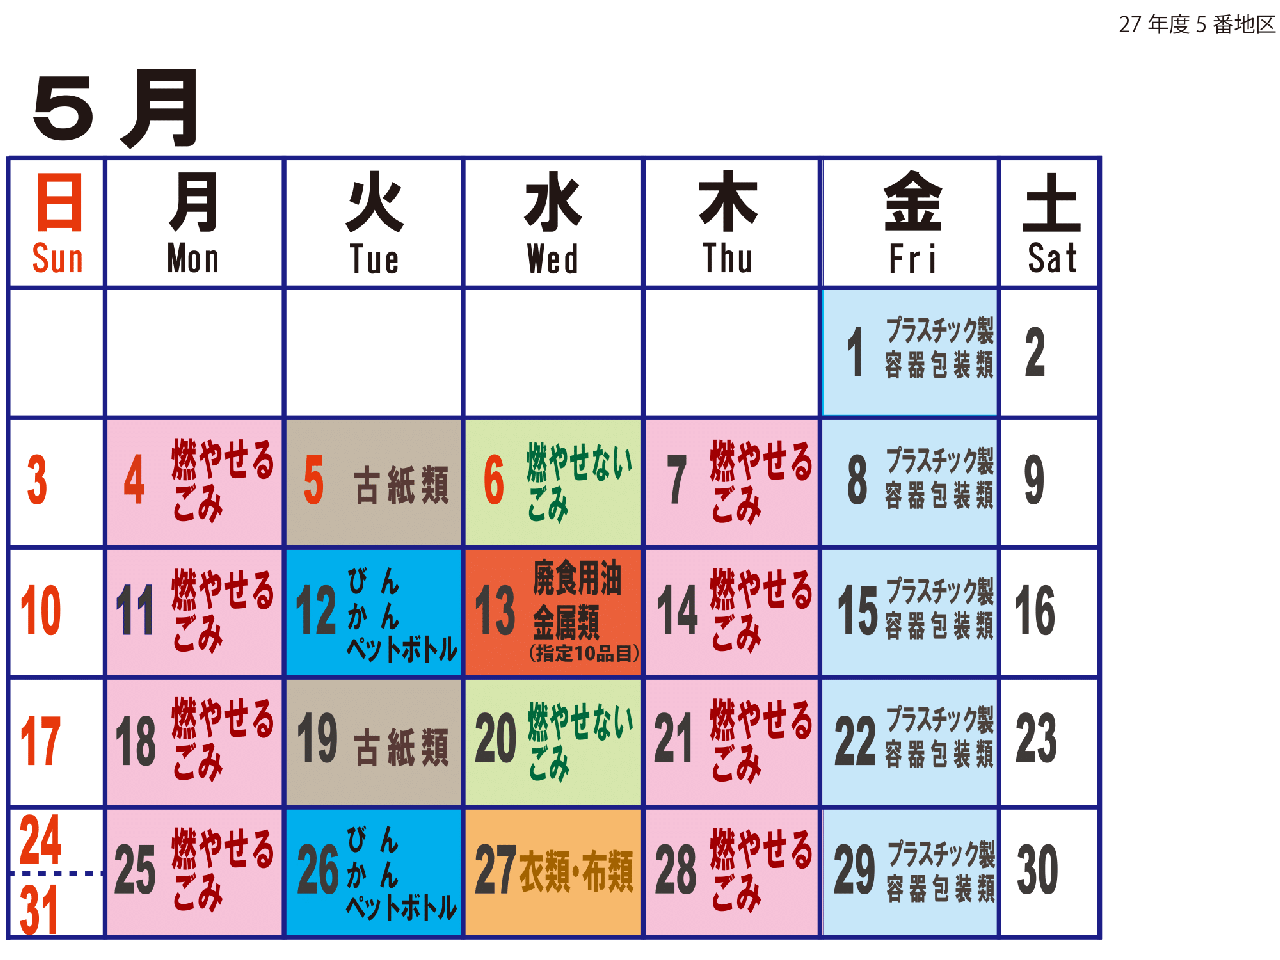 27 年度 5 番地区
5月
日 月 火 水 木 金 土
Sun Mon Tue Wed Thu Fri Sat
1 プラスチック製
容器包装類
2
3
4 燃やせる
ごみ
5 古紙類
6 燃やせない
ごみ
7 燃やせる
ごみ
8 プラスチック製
容器包装類
9
10
11 燃やせる
ごみ
12 びん
かん
ペットボトル
13 廃食用油
金属類
(指定10品目)
14 燃やせる
ごみ
15 プラスチック製
容器包装類
16
17
18 燃やせる
ごみ
19 古紙類
20 燃やせない
ごみ
21 燃やせる
ごみ
22 プラスチック製
容器包装類
23
24
31
25 燃やせる
ごみ
26 びん
かん
ペットボトル
27 衣類・布類
28 燃やせる
ごみ
29 プラスチック製
容器包装類
30